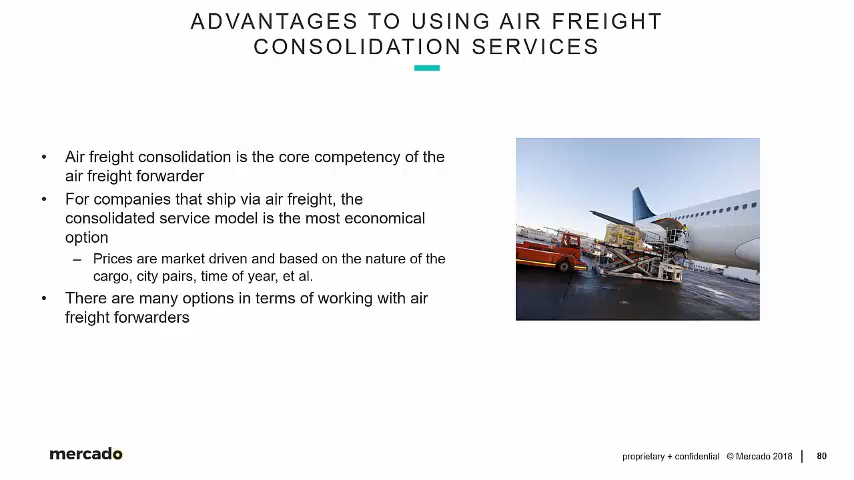 ADVANTAGES TO USING AIR FREIGHT
CONSOLIDATION SERVICES
• Air freight consolidation is the core competency of the
air freight forwarder
• For companies that ship via air freight, the
consolidated service model is the most economical
option
– Prices are market driven and based on the nature of the
cargo, city pairs, time of year, et al.
• There are many options in terms of working with air
freight forwarders
mercado
proprietary + confidential © Mercado 2018 | 80